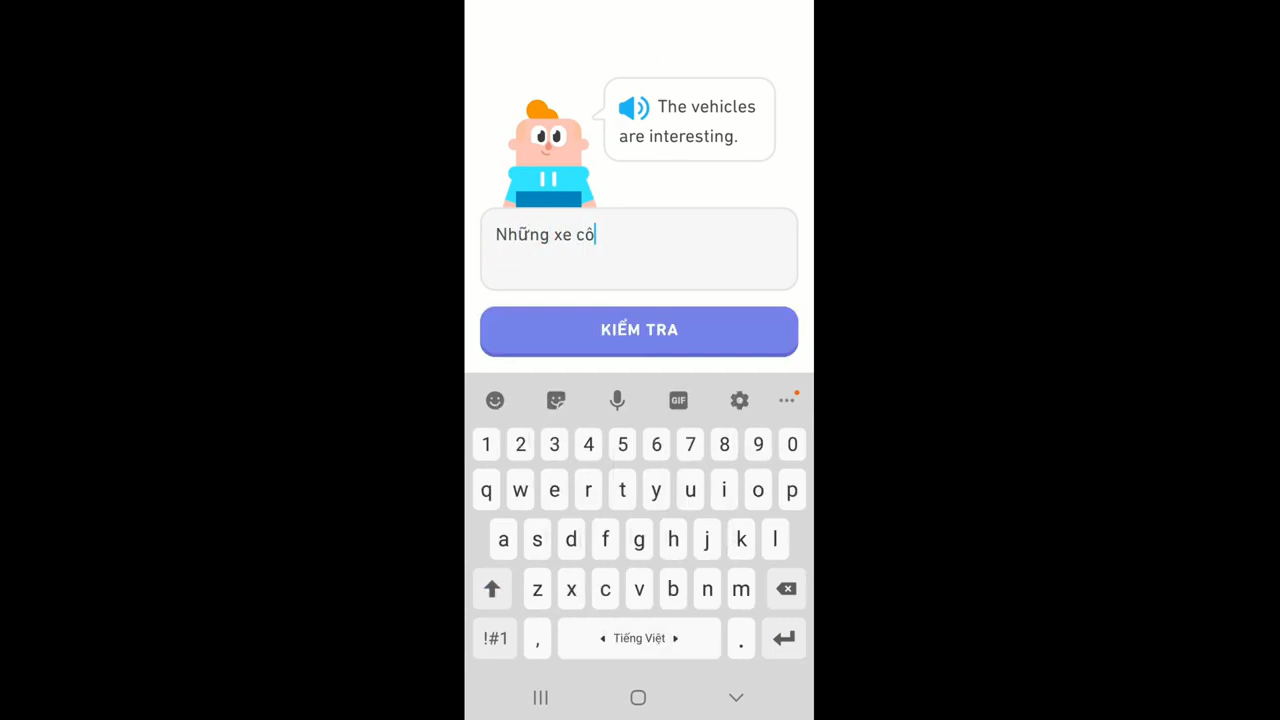 The vehicles
are interesting.
Những xe cô
KIỂM TRA
GIF
1 2 3 4 5 6 7 8 9 0
q w e r t y u i o p
a s d f g h j k l
z x c v b n m
!#1 , Tiếng Việt .